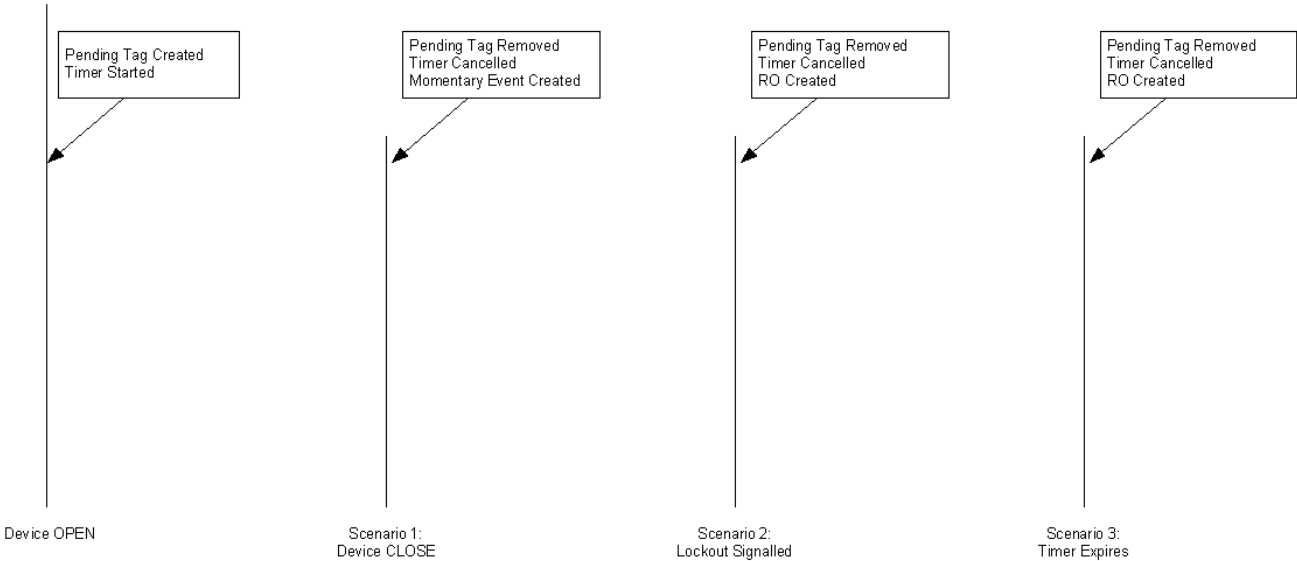 Pending Tag Created
Timer Started
Pending Tag Removed
Timer Cancelled
Momentary Event Created
Pending Tag Removed
Timer Cancelled
RO Created
Pending Tag Removed
Timer Cancelled
RO Created
Device OPEN
Scenario 1:
Device CLOSE
Scenario 2:
Lockout Signalled
Scenario 3:
Timer Expires